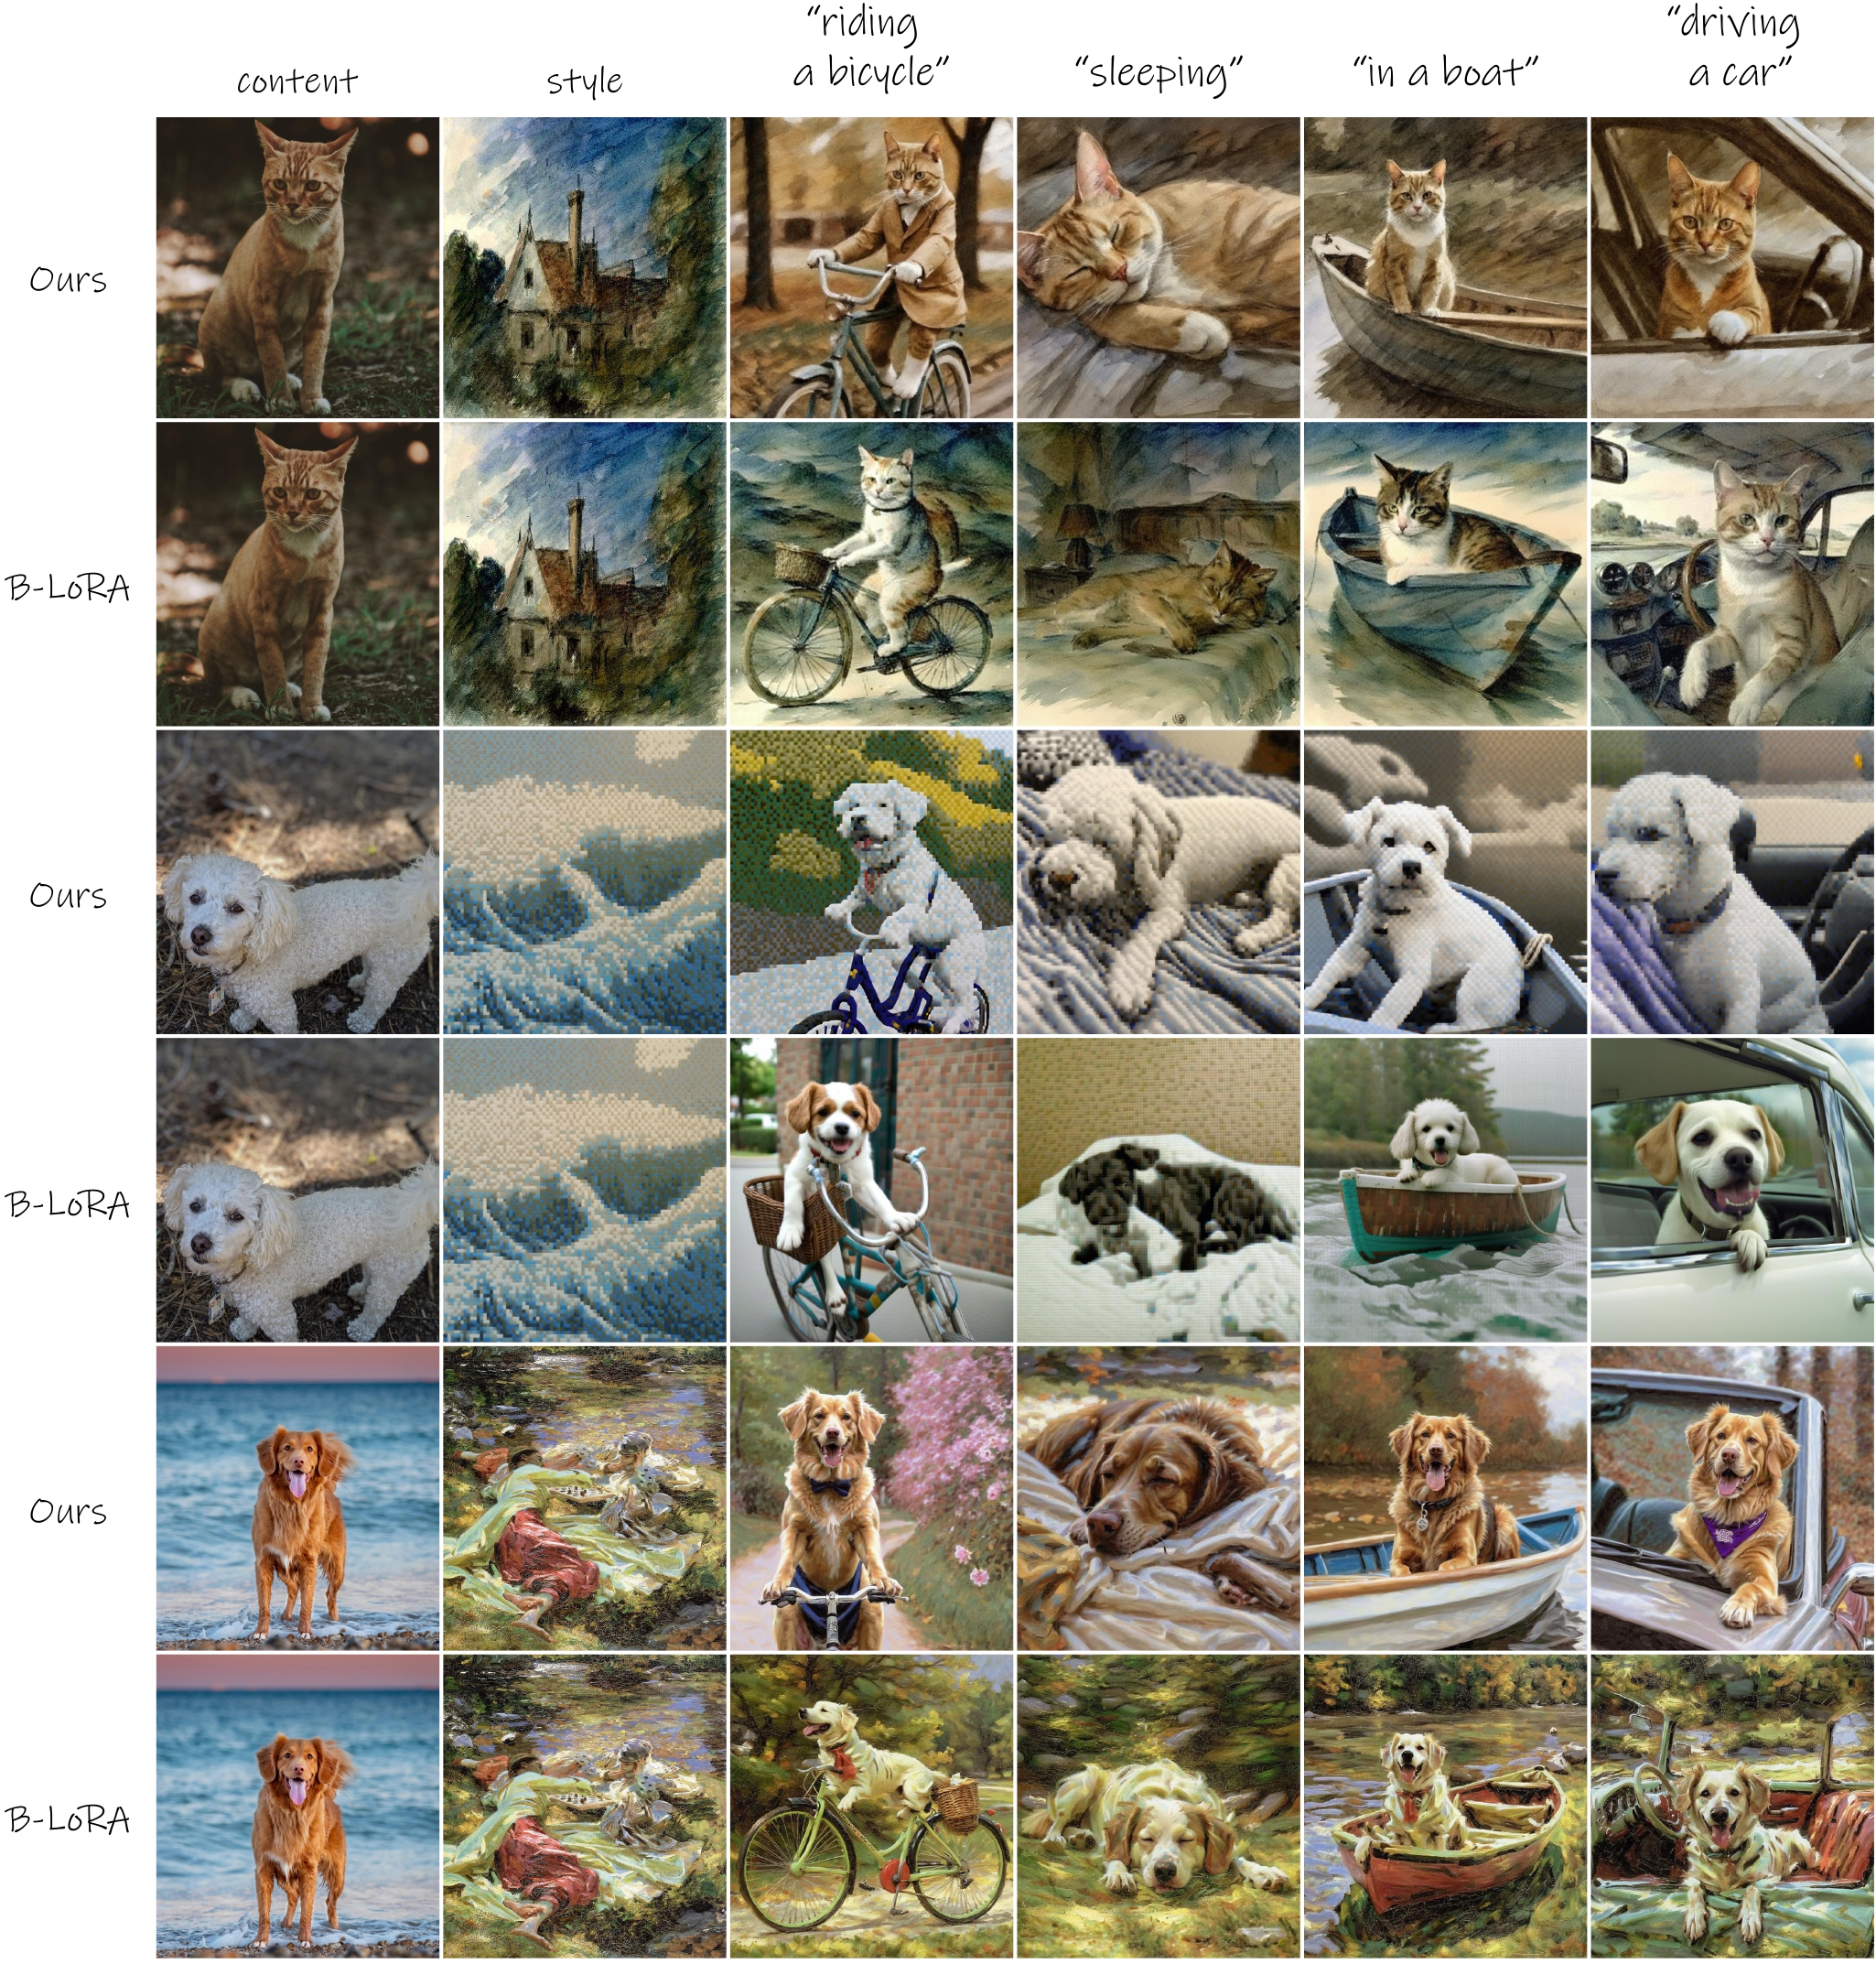 “riding
a bicycle”
“driving
a car”
content
style
“sleeping”
“in a boat”
Ours
B-LoRA
Ours
B-LoRA
Ours
B-LoRA